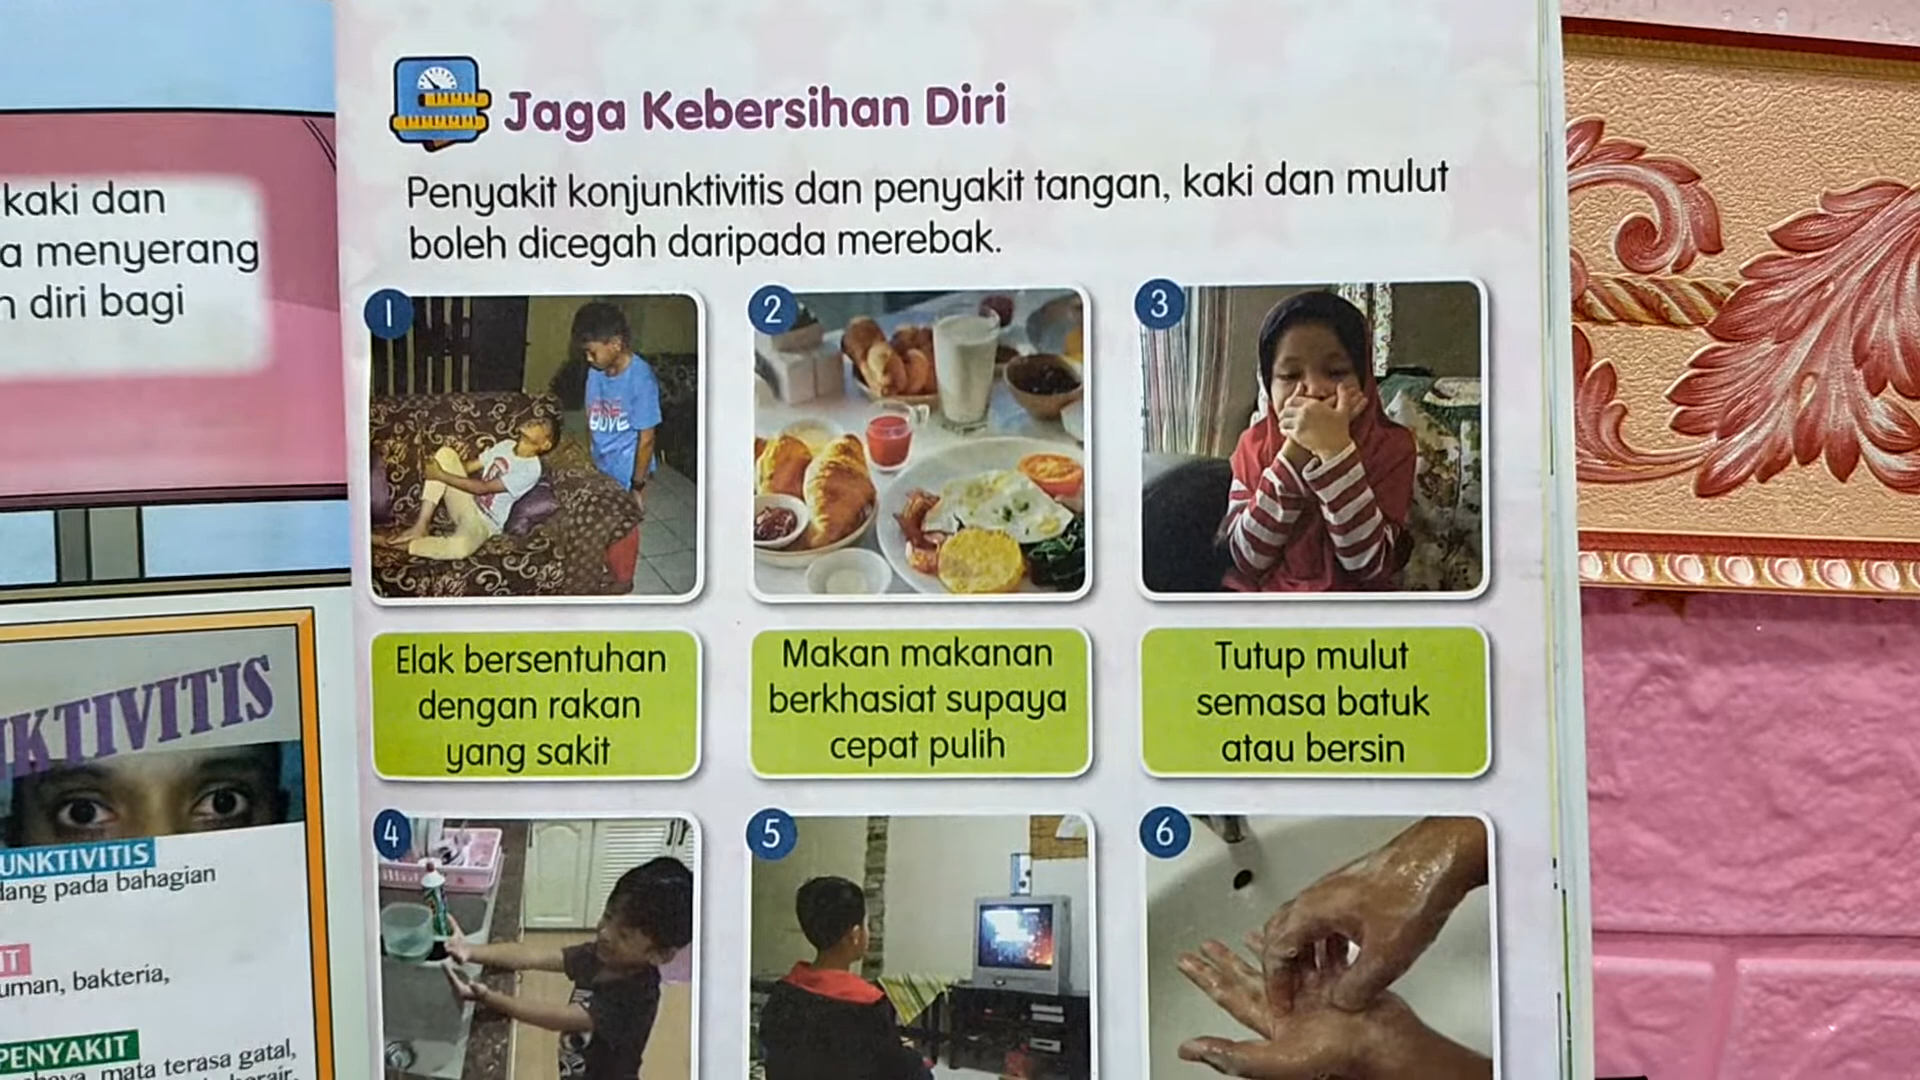 kaki dan
a menyerang
diri bagi
KTIVITIS
UNKTIVITIS
dang pada bahagian
IT
uman, bakteria,
PENYAKIT
mata terasa gatal,
Jaga Kebersihan Diri
Penyakit konjunktivitis dan penyakit tangan, kaki dan mulut
boleh dicegah daripada merebak.
1
Elak bersentuhan
dengan rakan
yang sakit
2
Makan makanan
berkhasiat supaya
cepat pulih
3
Tutup mulut
semasa batuk
atau bersin
4
5
6